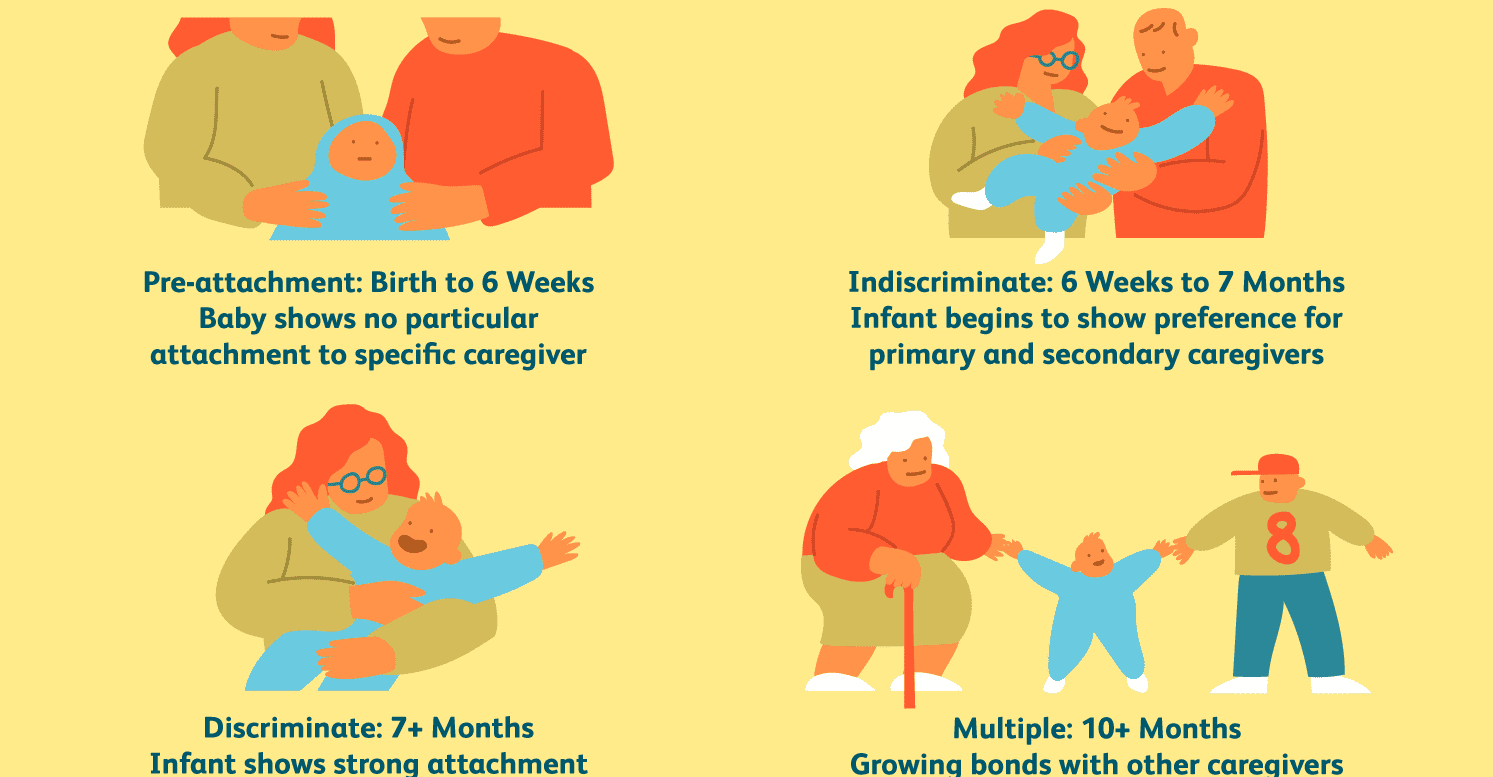 Pre-attachment: Birth to 6 Weeks
Baby shows no particular
attachment to specific caregiver
Indiscriminate: 6 Weeks to 7 Months
Infant begins to show preference for
primary and secondary caregivers
8
Discriminate: 7+ Months
Infant shows strong attachment
Multiple: 10+ Months
Growing bonds with other caregivers